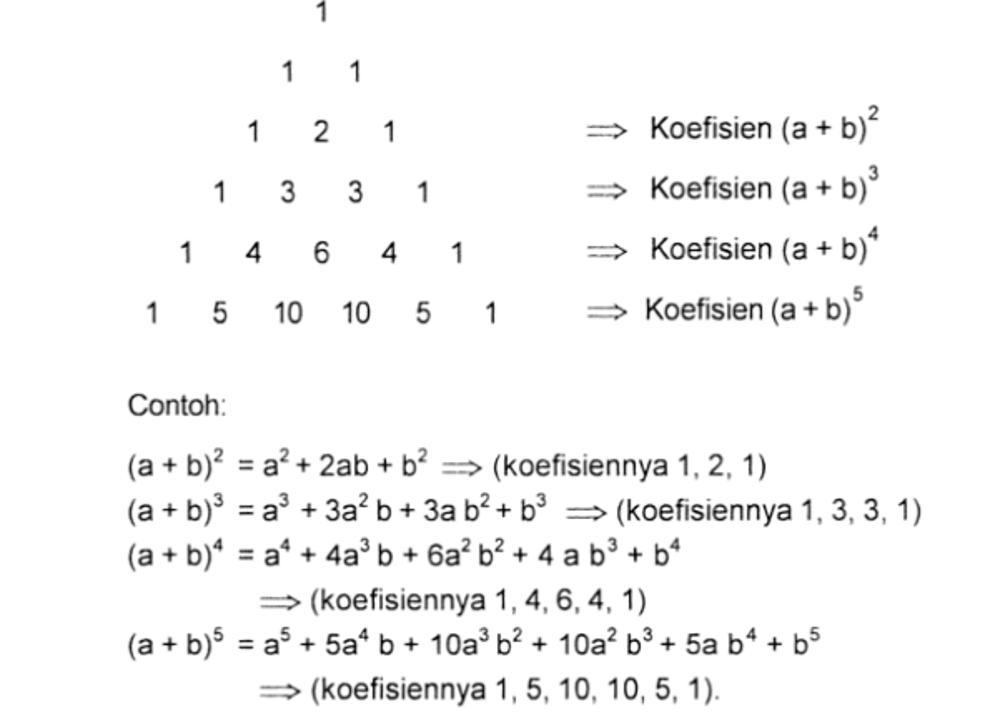 1
1 1
1 2 1 ⟹ Koefisien (a + b)²
1 3 3 1 ⟹ Koefisien (a + b)³
1 4 6 4 1 ⟹ Koefisien (a + b)⁴
1 5 10 10 5 1 ⟹ Koefisien (a + b)⁵
Contoh:
(a + b)² = a² + 2ab + b² ⟹ (koefisiennya 1, 2, 1)
(a + b)³ = a³ + 3a² b + 3a b² + b³ ⟹ (koefisiennya 1, 3, 3, 1)
(a + b)⁴ = a⁴ + 4a³ b + 6a² b² + 4 a b³ + b⁴
⟹ (koefisiennya 1, 4, 6, 4, 1)
(a + b)⁵ = a⁵ + 5a⁴ b + 10a³ b² + 10a² b³ + 5a b⁴ + b⁵
⟹ (koefisiennya 1, 5, 10, 10, 5, 1).